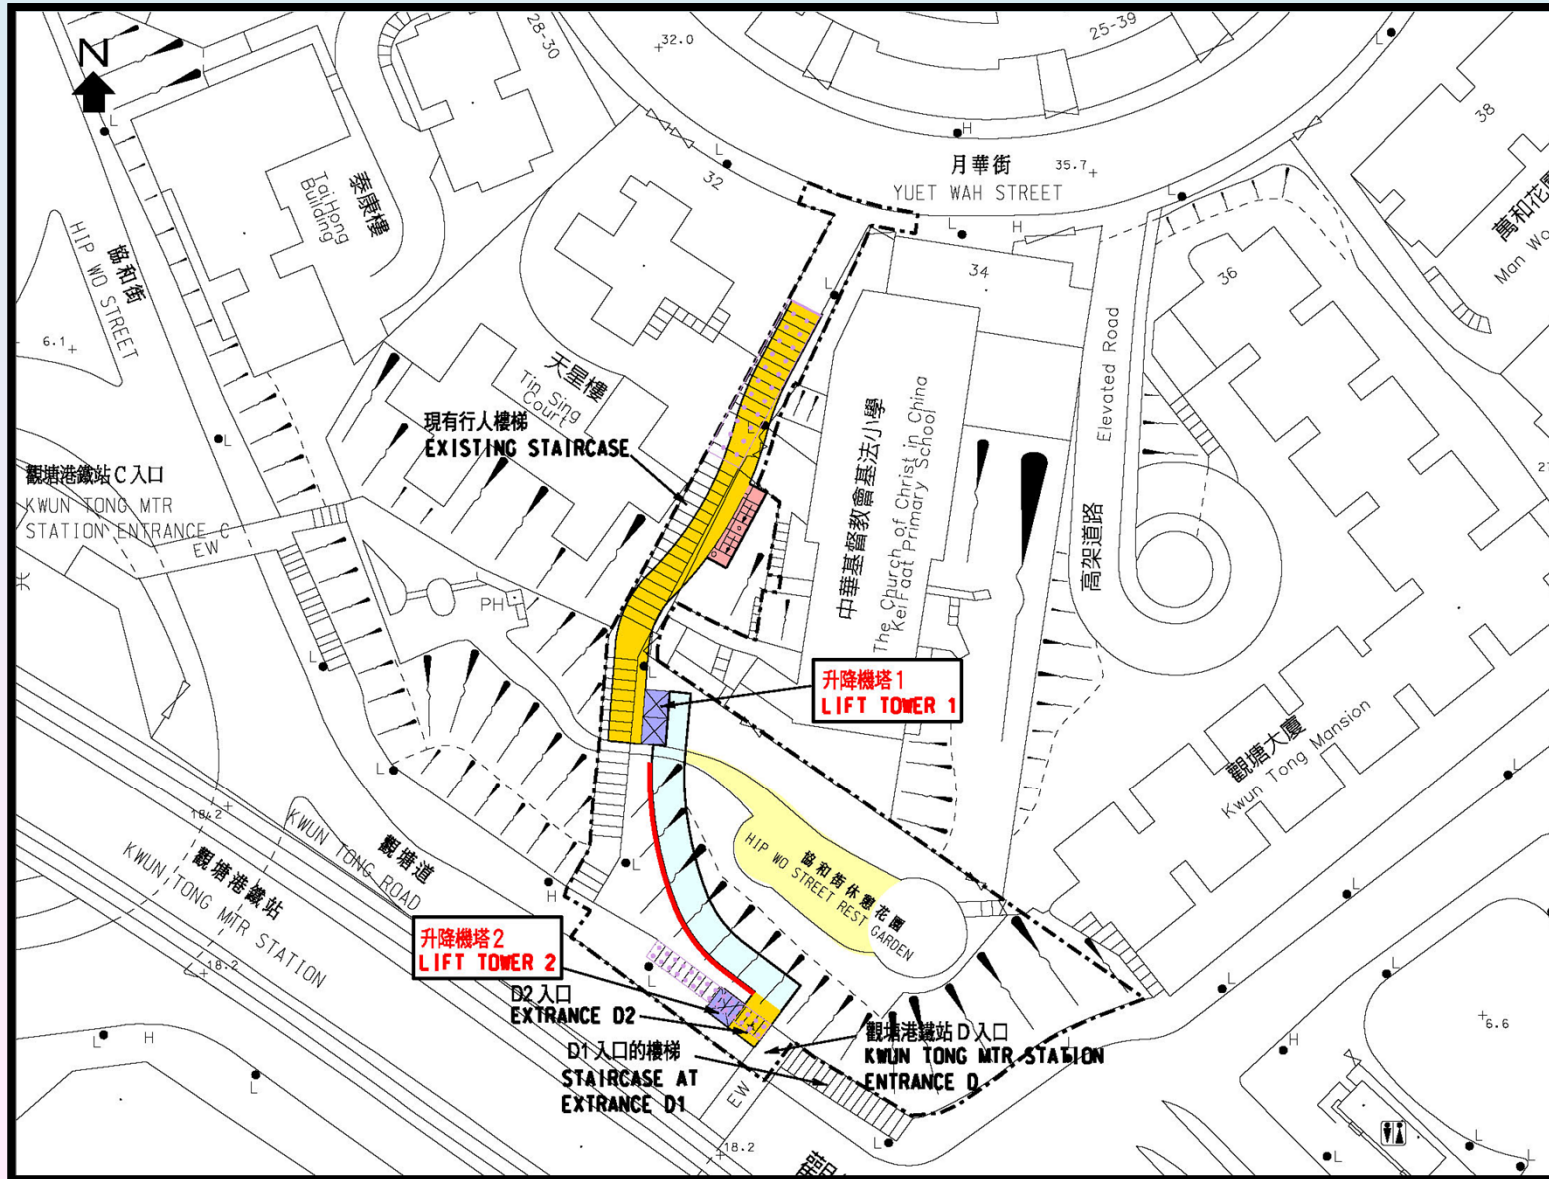 N
28-30
32.0
25-39
L
L
H
L
38
月華街
35.7
YUET WAH STREET
32
L
L
H
泰康樓
Tai Hong
Building
萬和花
Man Wo
協和街
HIP WO STREET
34
36
L
6.1
天星樓
Tin Sing
Court
Elevated Road
高架道路
現有行人樓梯
EXISTING STAIRCASE
L
中華基督教會基法小學
The Church of Christ in China
Kei Faat Primary School
觀塘港鐵站C入口
KWUN TONG MTR
STATION ENTRANCE C
EW
PH
L
L
升降機塔1
LIFT TOWER 1
觀塘大廈
Kwun Tong Mansion
L
L
18.2
KWUN TONG ROAD
觀塘道
觀塘港鐵站
KWUN TONG MTR STATION
協和街休憩花園
HIP WO STREET REST GARDEN
L
H
L
升降機塔2
LIFT TOWER 2
18.2
L
L
L
D2入口
EXTRANCE D2
觀塘港鐵站D入口
KWUN TONG MTR STATION
ENTRANCE D
D1入口的樓梯
STAIRCASE AT
EXTRANCE D1
6.6
L
H
H
L
EW
18.2
L
L
L
L